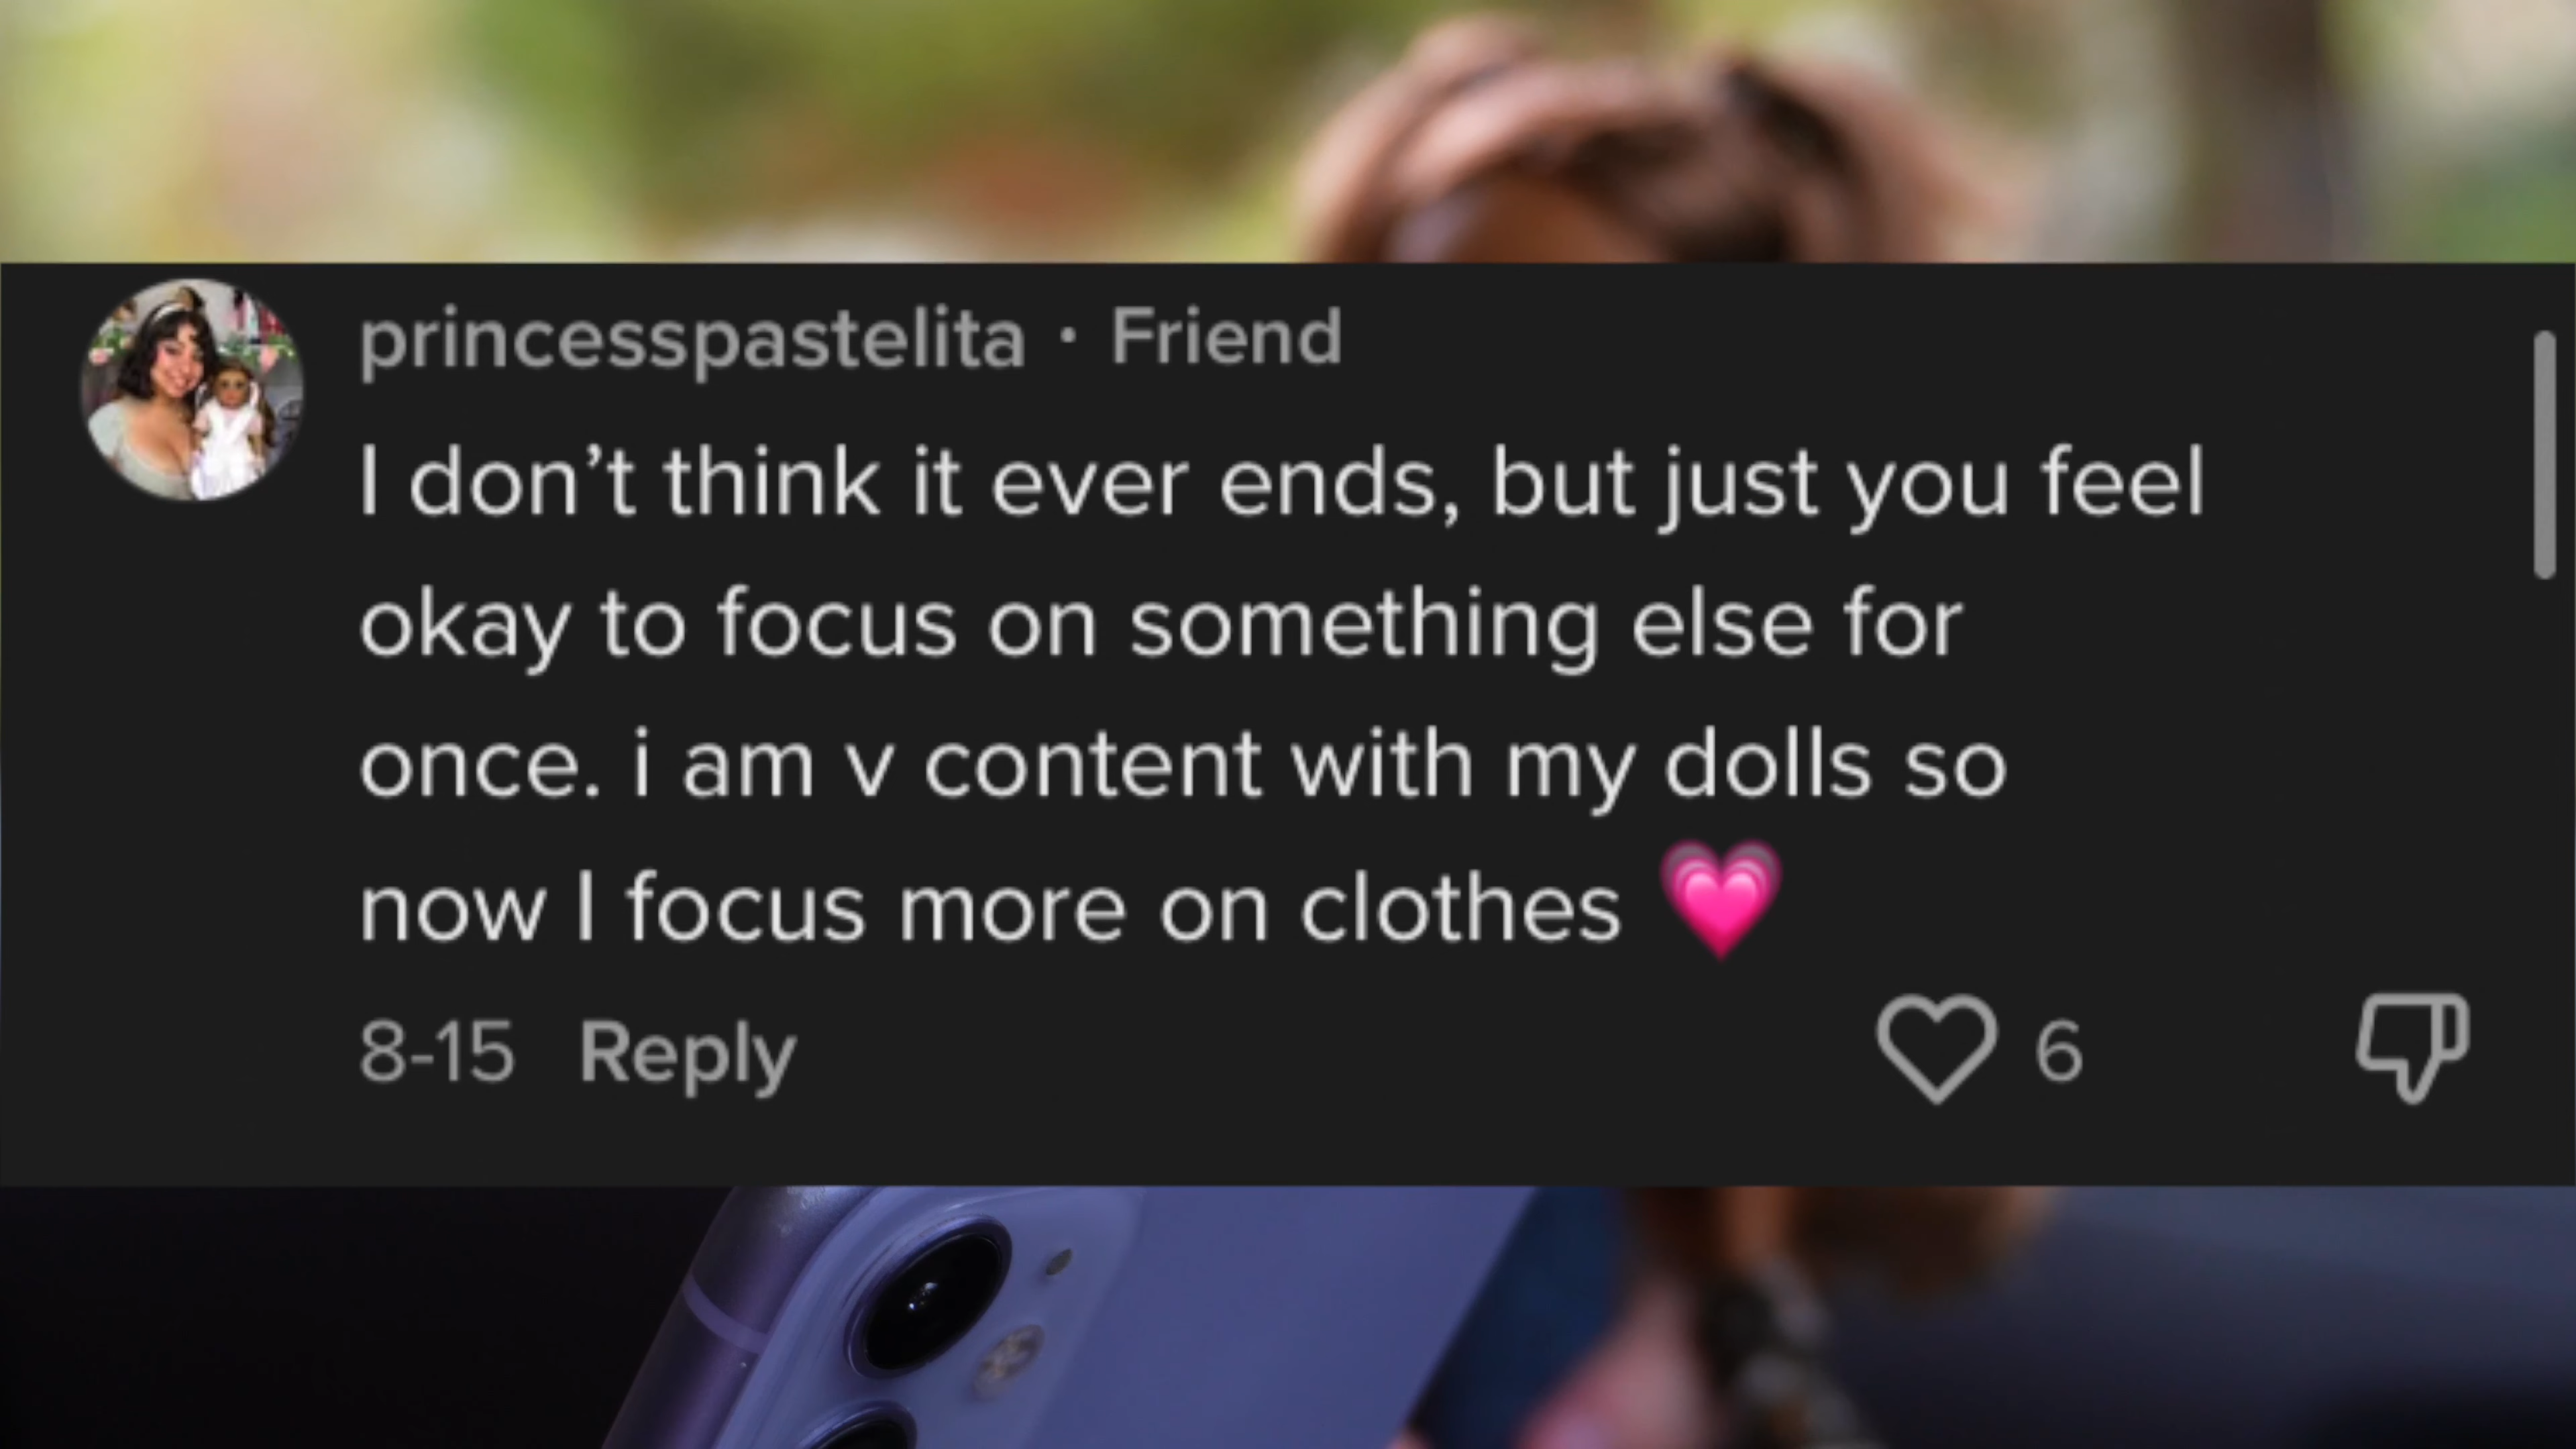 princesspastelita · Friend
I don’t think it ever ends, but just you feel
okay to focus on something else for
once. i am v content with my dolls so
now I focus more on clothes 💗
8-15 Reply 6